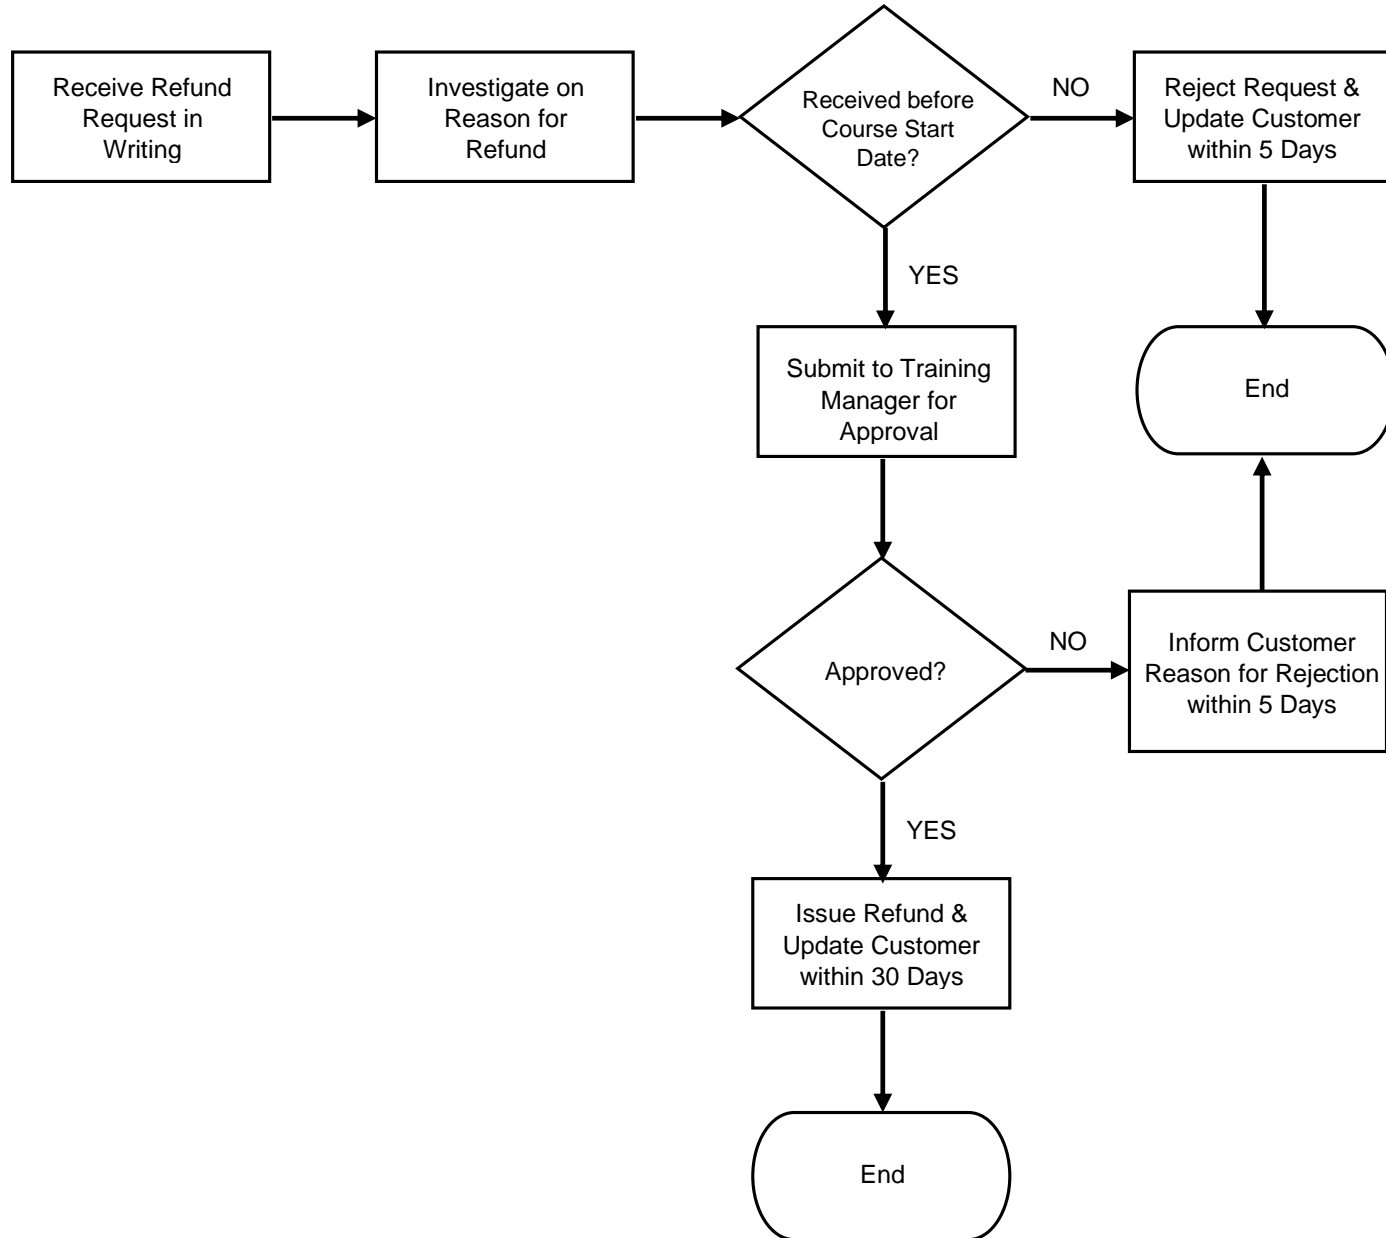 Receive Refund
Request in
Writing
Investigate on
Reason for
Refund
Received before
Course Start
Date?
NO
Reject Request &
Update Customer
within 5 Days
YES
Submit to Training
Manager for
Approval
End
Approved?
NO
Inform Customer
Reason for Rejection
within 5 Days
YES
Issue Refund &
Update Customer
within 30 Days
End